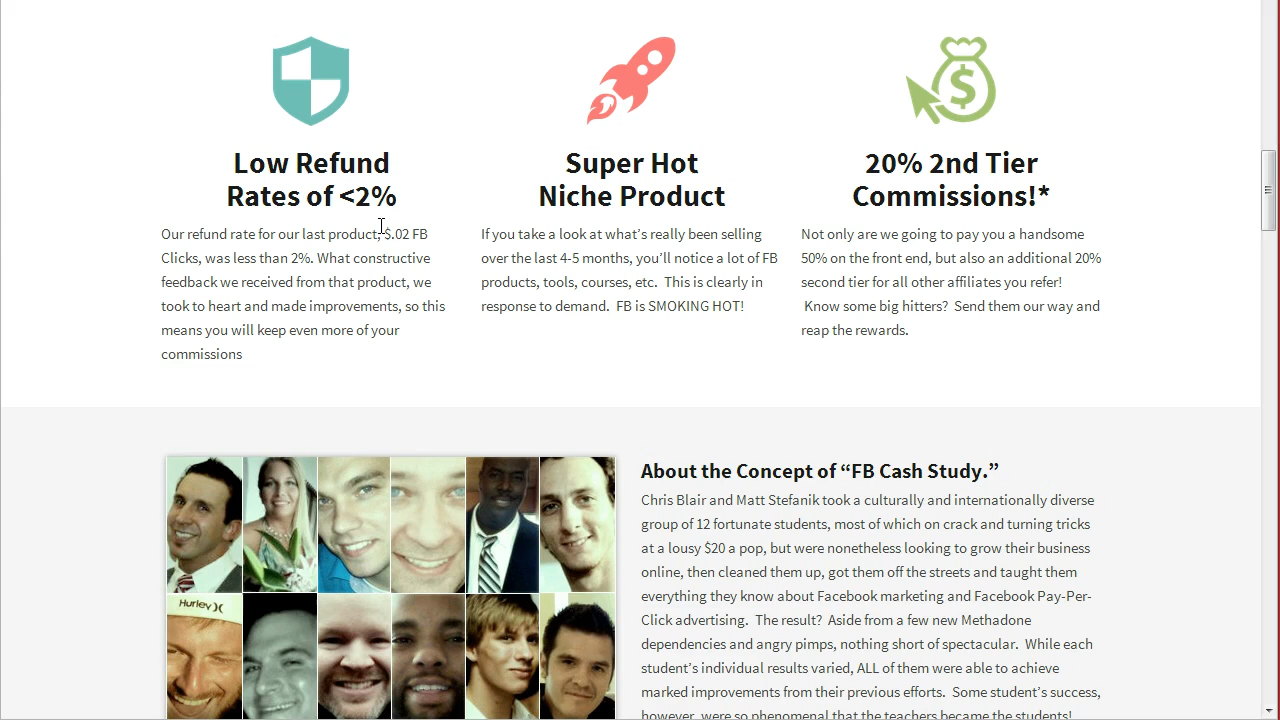 Low Refund
Rates of <2%
Our refund rate for our last product, $.02 FB
Clicks, was less than 2%. What constructive
feedback we received from that product, we
took to heart and made improvements, so this
means you will keep even more of your
commissions
Super Hot
Niche Product
If you take a look at what's really been selling
over the last 4-5 months, you'll notice a lot of FB
products, tools, courses, etc.  This is clearly in
response to demand.  FB is SMOKING HOT!
20% 2nd Tier
Commissions!*
Not only are we going to pay you a handsome
50% on the front end, but also an additional 20%
second tier for all other affiliates you refer!
Know some big hitters?  Send them our way and
reap the rewards.
Hurley
About the Concept of “FB Cash Study.”
Chris Blair and Matt Stefanik took a culturally and internationally diverse
group of 12 fortunate students, most of which on crack and turning tricks
at a lousy $20 a pop, but were nonetheless looking to grow their business
online, then cleaned them up, got them off the streets and taught them
everything they know about Facebook marketing and Facebook Pay-Per-
Click advertising.  The result?  Aside from a few new Methadone
dependencies and angry pimps, nothing short of spectacular.  While each
student's individual results varied, ALL of them were able to achieve
marked improvements from their previous efforts.  Some student's success,
however, were so phenomenal that the teachers became the students!